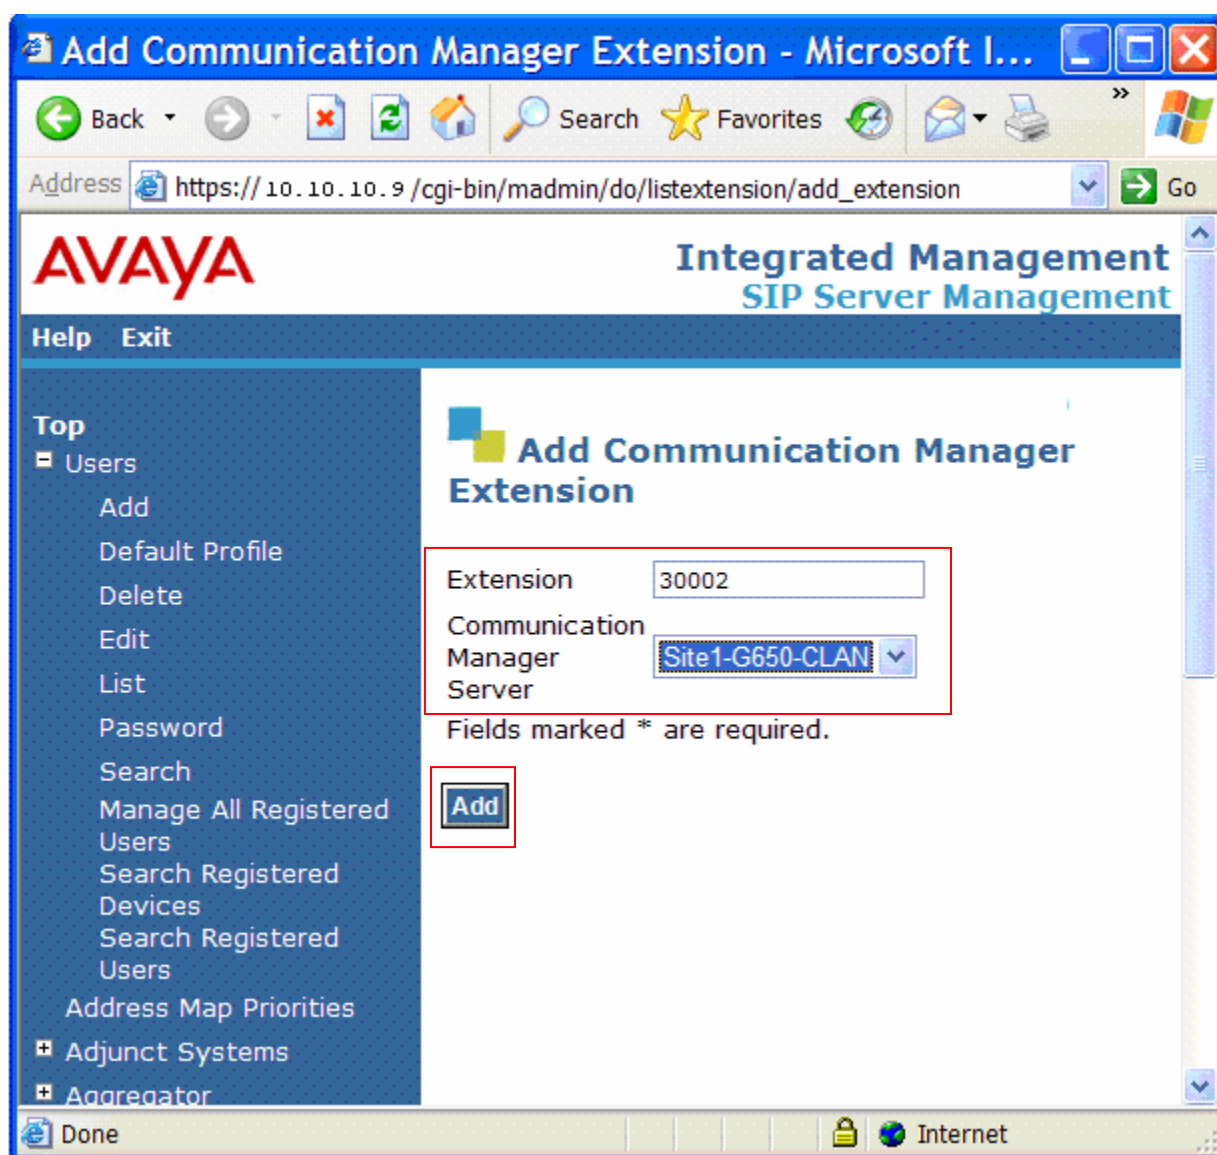 Add Communication Manager Extension - Microsoft I...
Back
Search
Favorites
»
Address
https:// 10.10.10.9 /cgi-bin/madmin/do/listextension/add_extension
Go
AVAYA
Integrated Management
SIP Server Management
Help Exit
Top
Users
Add
Default Profile
Delete
Edit
List
Password
Search
Manage All Registered
Users
Search Registered
Devices
Search Registered
Users
Address Map Priorities
Adjunct Systems
Aggregator
Add Communication Manager
Extension
Extension 30002
Communication
Manager
Server
Site1-G650-CLAN
Fields marked * are required.
Add
Done
Internet